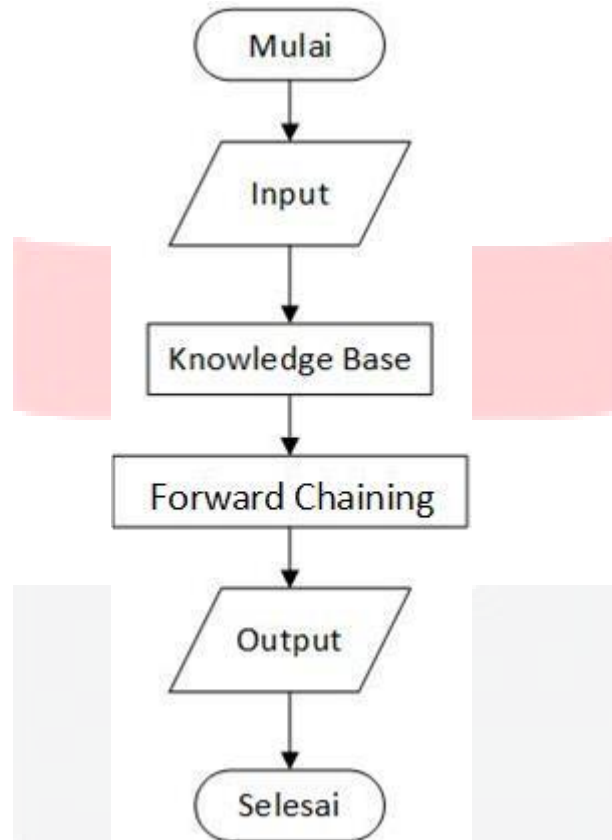 Mulai
Input
Knowledge Base
Forward Chaining
Output
Selesai